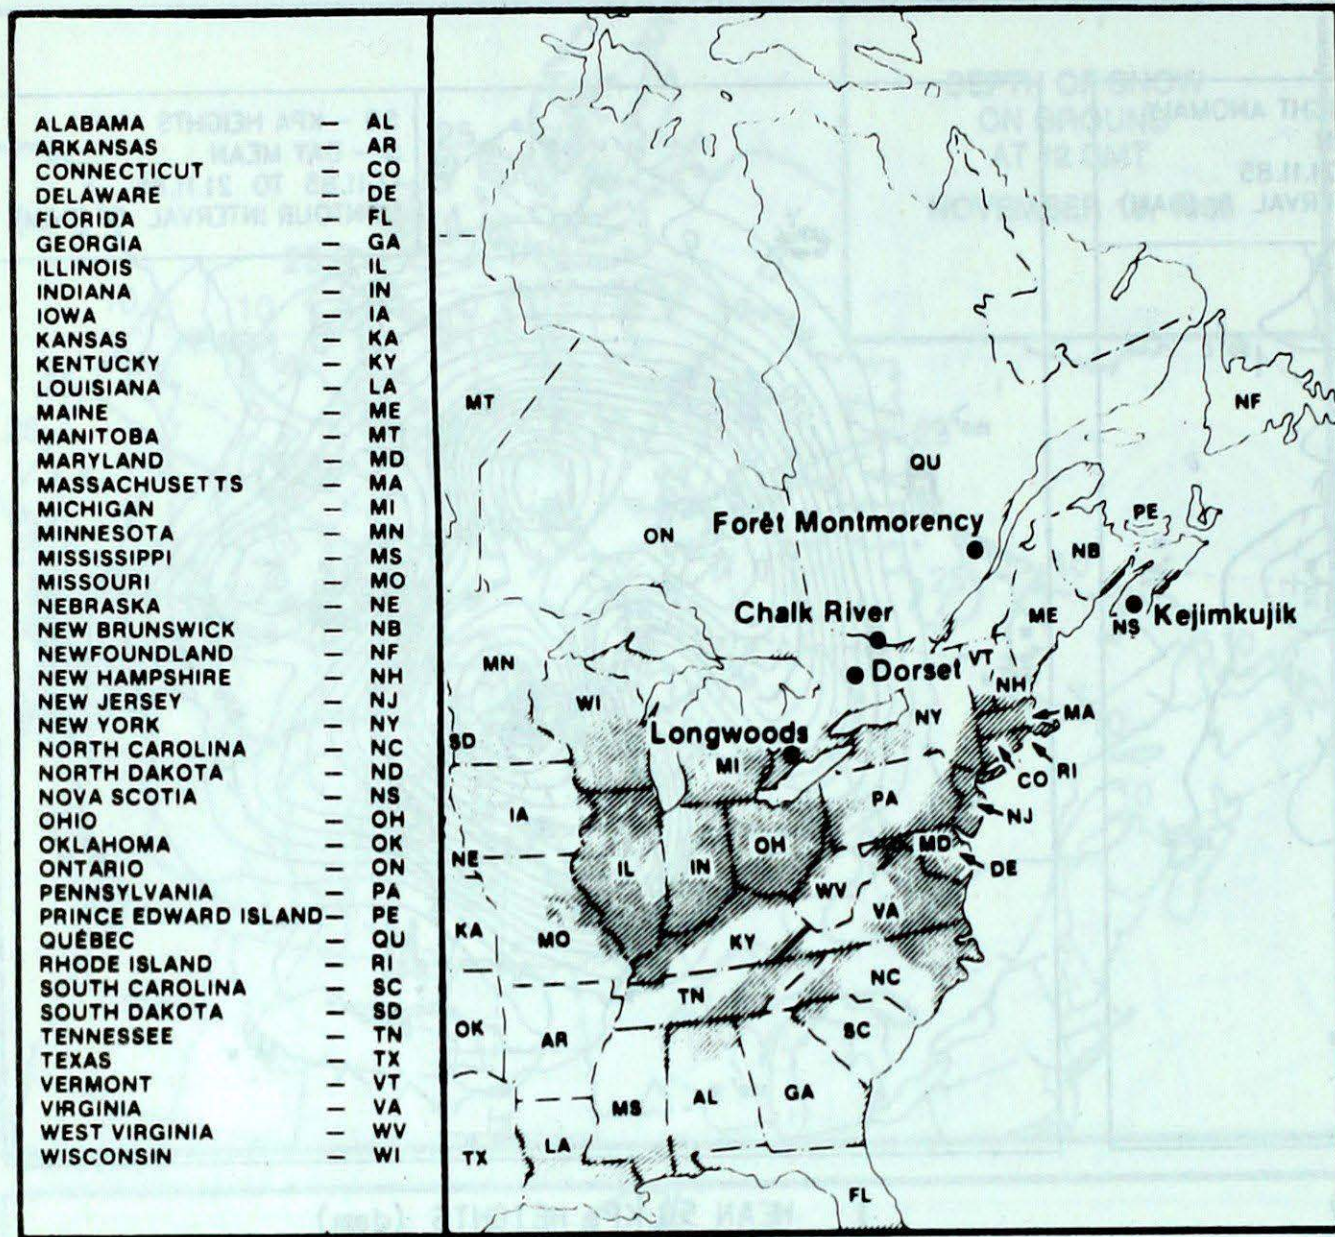 ALABAMA — AL
ARKANSAS — AR
CONNECTICUT — CO
DELAWARE — DE
FLORIDA — FL
GEORGIA — GA
ILLINOIS — IL
INDIANA — IN
IOWA — IA
KANSAS — KA
KENTUCKY — KY
LOUISIANA — LA
MAINE — ME
MANITOBA — MT
MARYLAND — MD
MASSACHUSETTS — MA
MICHIGAN — MI
MINNESOTA — MN
MISSISSIPPI — MS
MISSOURI — MO
NEBRASKA — NE
NEW BRUNSWICK — NB
NEWFOUNDLAND — NF
NEW HAMPSHIRE — NH
NEW JERSEY — NJ
NEW YORK — NY
NORTH CAROLINA — NC
NORTH DAKOTA — ND
NOVA SCOTIA — NS
OHIO — OH
OKLAHOMA — OK
ONTARIO — ON
PENNSYLVANIA — PA
PRINCE EDWARD ISLAND — PE
QUÉBEC — QU
RHODE ISLAND — RI
SOUTH CAROLINA — SC
SOUTH DAKOTA — SD
TENNESSEE — TN
TEXAS — TX
VERMONT — VT
VIRGINIA — VA
WEST VIRGINIA — WV
WISCONSIN — WI
MT
NF
QU
PE
Forêt Montmorency
ON
NB
Chalk River
ME
NS
Kejimkujik
MN
Dorset
VT
WI
NH
NY
MA
Longwoods
SD
MI
RI
CO
PA
IA
NJ
OH
MD
NE
IL
IN
DE
WV
VA
KA
MO
KY
NC
TN
OK
AR
SC
AL
GA
MS
LA
TX
FL